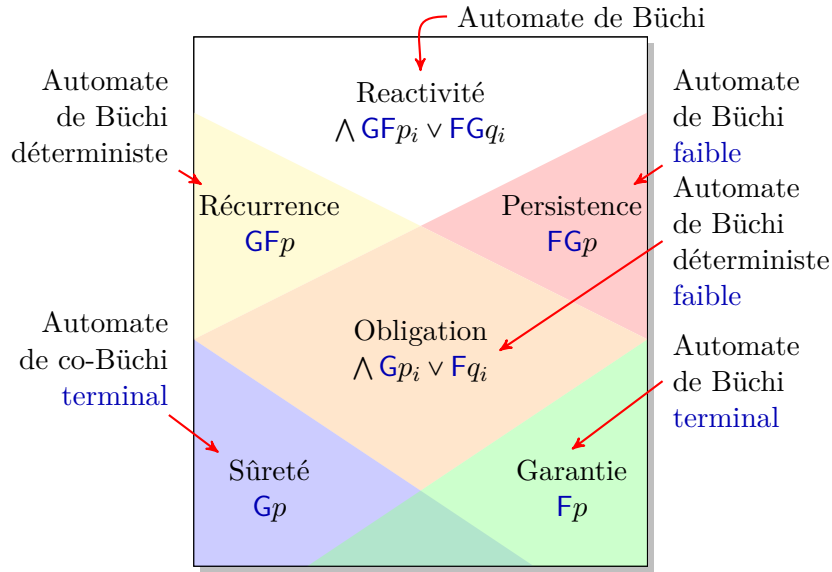 Automate de Büchi
Automate
de Büchi
déterministe
Reactivité
⋀ GFpᵢ ∨ FGqᵢ
Automate
de Büchi
faible
Récurrence
GFp
Persistence
FGp
Automate
de Büchi
déterministe
faible
Automate
de co-Büchi
terminal
Obligation
⋀ Gpᵢ ∨ Fqᵢ
Automate
de Büchi
terminal
Sûreté
Gp
Garantie
Fp